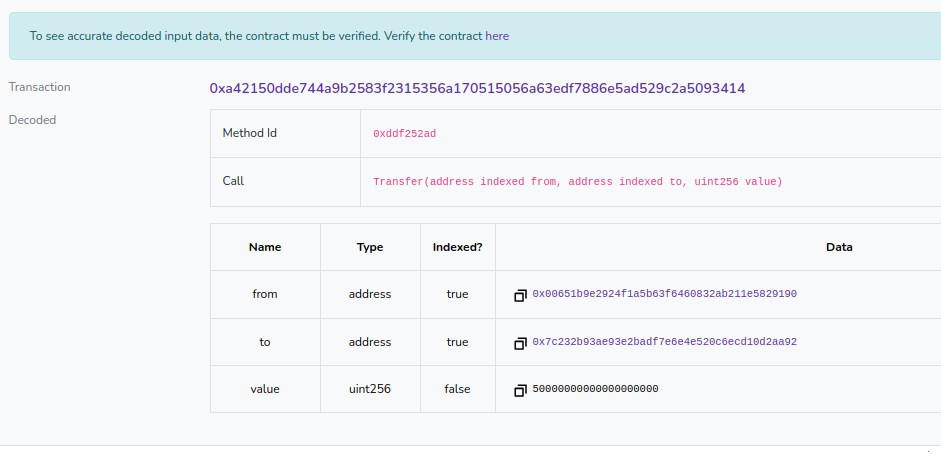 To see accurate decoded input data, the contract must be verified. Verify the contract here
Transaction 0xa42150dde744a9b2583f2315356a170515056a63edf7886e5ad529c2a5093414
Decoded
Method Id 0xddf252ad
Call Transfer(address indexed from, address indexed to, uint256 value)
Name Type Indexed? Data
from address true 0x00651b9e2924f1a5b63f6460832ab211e5829190
to address true 0x7c232b93ae93e2badf7e6e4e520c6ecd10d2aa92
value uint256 false 50000000000000000000